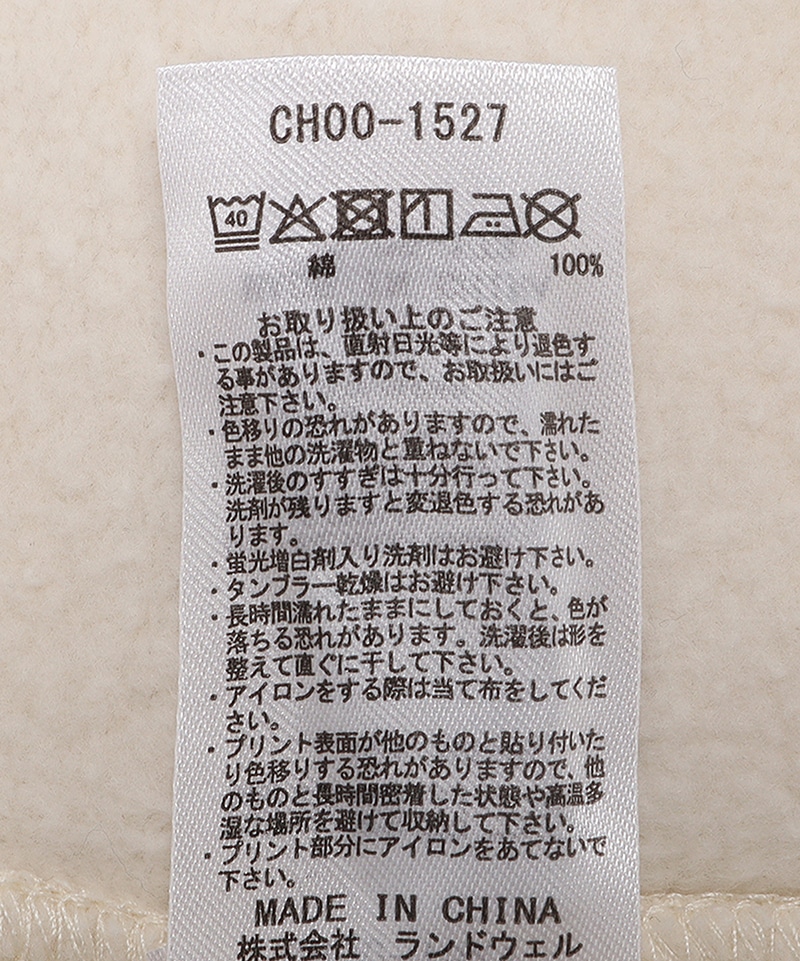 CHOO-1527
40
綿 100%
お取り扱い上のご注意
・この製品は、直射日光等により退色す
る事がありますので、お取扱いにはご
注意下さい。
・色移りの恐れがありますので、濡れた
まま他の洗濯物と重ねないで下さい。
・洗濯後のすすぎは十分行って下さい。
洗剤が残りますと変退色する恐れがあ
ります。
・蛍光増白剤入り洗剤はお避け下さい。
・タンブラー乾燥はお避け下さい。
・長時間濡れたままにしておくと、色が
落ちる恐れがあります。洗濯後は形を
整えて直ぐに干して下さい。
・アイロンをする際は当て布をしてくだ
さい。
・プリント表面が他のものと貼り付いた
り色移りする恐れがありますので、他
のものと長時間密着した状態や高温多
湿な場所を避けて収納して下さい。
・プリント部分にアイロンをあてないで
下さい。
MADE IN CHINA
株式会社 ランドウェル